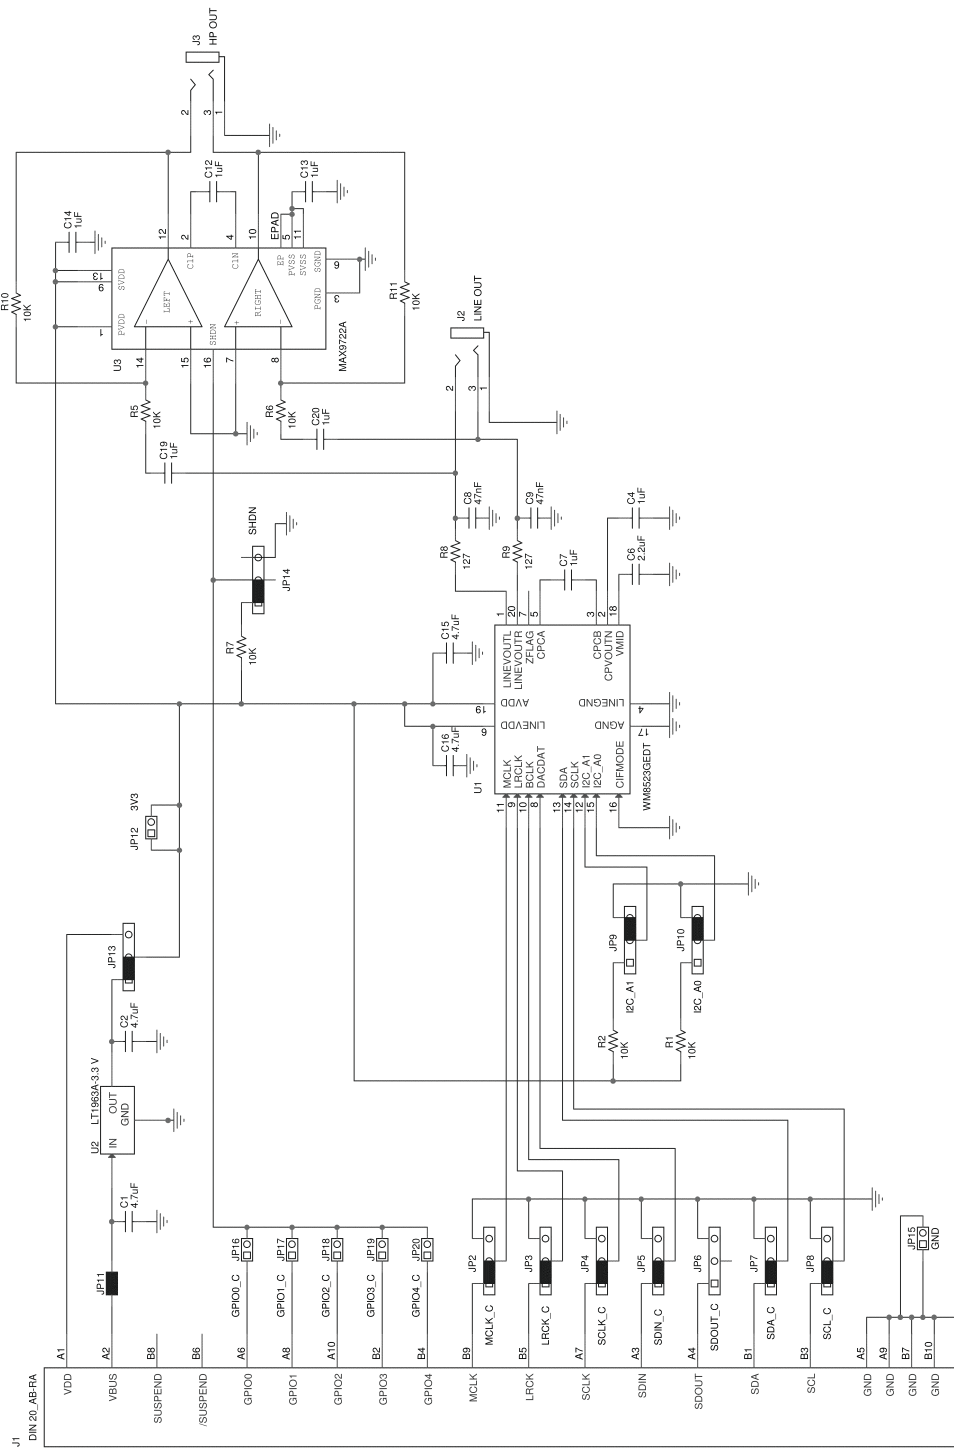 J3
HP OUT
2
3
1
R10
10K
C14
1uF
12
C12
1uF
2
4
10
EPAD
5
11
C13
1uF
13
9
1
SVDD
PVDD
C1P
C1N
EP
PVSS
SVSS
SGND
PGND
6
3
LEFT
RIGHT
SHDN
-
+
+
-
U3
MAX9722A
14
15
16
7
8
R11
10K
R5
10K
R6
10K
C19
1uF
C20
1uF
J2
LINE OUT
2
3
1
SHDN
JP14
R7
10K
C8
47nF
C9
47nF
R8
127
R9
127
C7
1uF
C4
1uF
C6
2.2uF
C15
4.7uF
C16
4.7uF
1
20
7
5
3
2
18
LINEVOUTL
LINEVOUTR
ZFLAG
CPCA
CPCB
CPVOUTN
VMID
19
6
AVDD
LINEVDD
LINEGND
AGND
4
17
MCLK
LRCLK
BCLK
DACDAT
SDA
SCLK
I2C_A1
I2C_A0
CIFMODE
U1
WM8523GEDT
11
9
10
8
13
14
12
15
16
3V3
JP12
JP13
C2
4.7uF
LT1963A-3.3 V
U2
IN
OUT
GND
C1
4.7uF
JP11
JP9
JP10
I2C_A1
I2C_A0
R2
10K
R1
10K
JP16
JP17
JP18
JP19
JP20
GPIO0_C
GPIO1_C
GPIO2_C
GPIO3_C
GPIO4_C
JP2
JP3
JP4
JP5
JP6
JP7
JP8
JP15
GND
MCLK_C
LRCK_C
SCLK_C
SDIN_C
SDOUT_C
SDA_C
SCL_C
A1
A2
B8
B6
A6
A8
A10
B2
B4
B9
B5
A7
A3
A4
B1
B3
A5
A9
B7
B10
VDD
VBUS
SUSPEND
/SUSPEND
GPIO0
GPIO1
GPIO2
GPIO3
GPIO4
MCLK
LRCK
SCLK
SDIN
SDOUT
SDA
SCL
GND
GND
GND
GND
J1
DIN 20_AB-RA